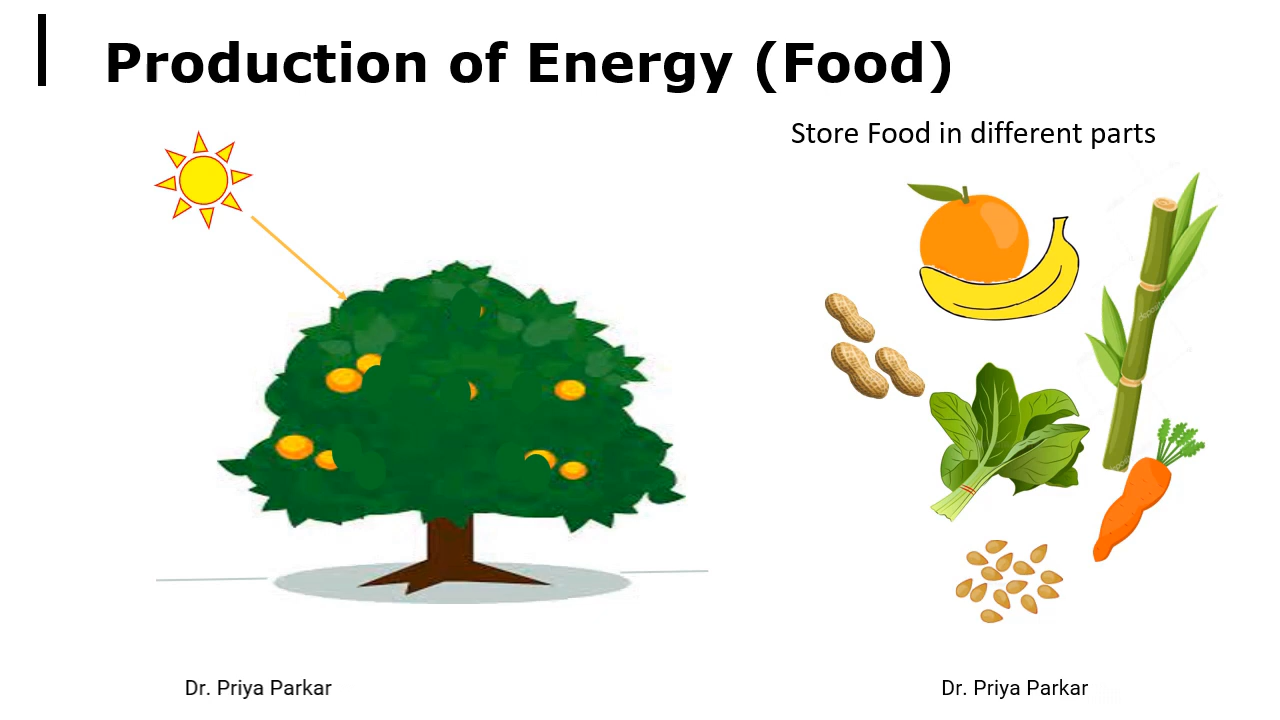 Production of Energy (Food)
Store Food in different parts
Dr. Priya Parkar
Dr. Priya Parkar